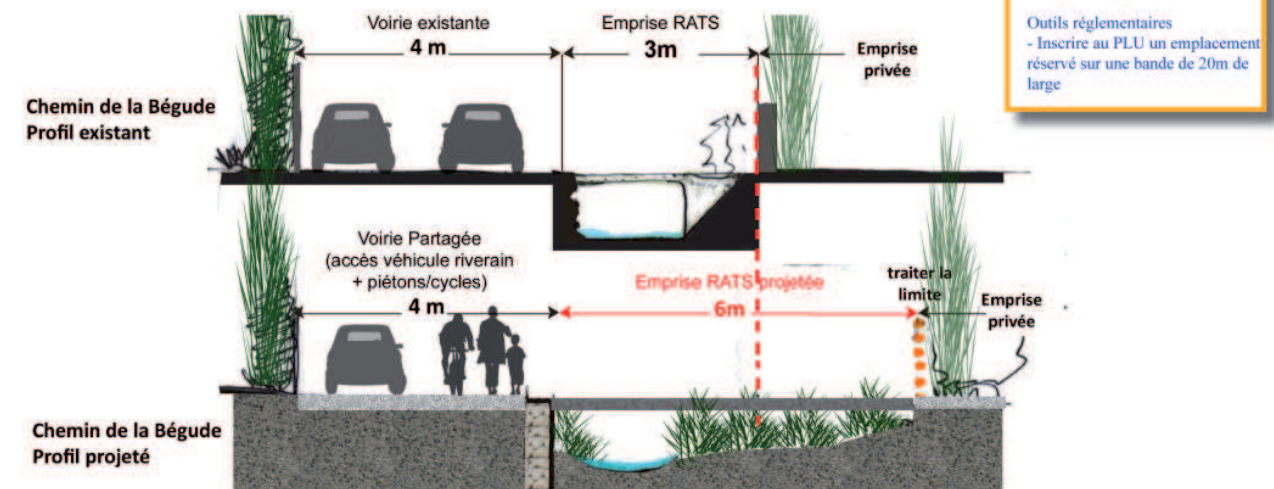 Voirie existante
4 m
Emprise RATS
3m
Emprise
privée
Outils réglementaires
- Inscrire au PLU un emplacement
réservé sur une bande de 20m de
large
Chemin de la Bégude
Profil existant
Voirie Partagée
(accès véhicule riverain
+ piétons/cycles)
4 m
Emprise RATS projetée
6m
traiter la
limite
Emprise
privée
Chemin de la Bégude
Profil projeté